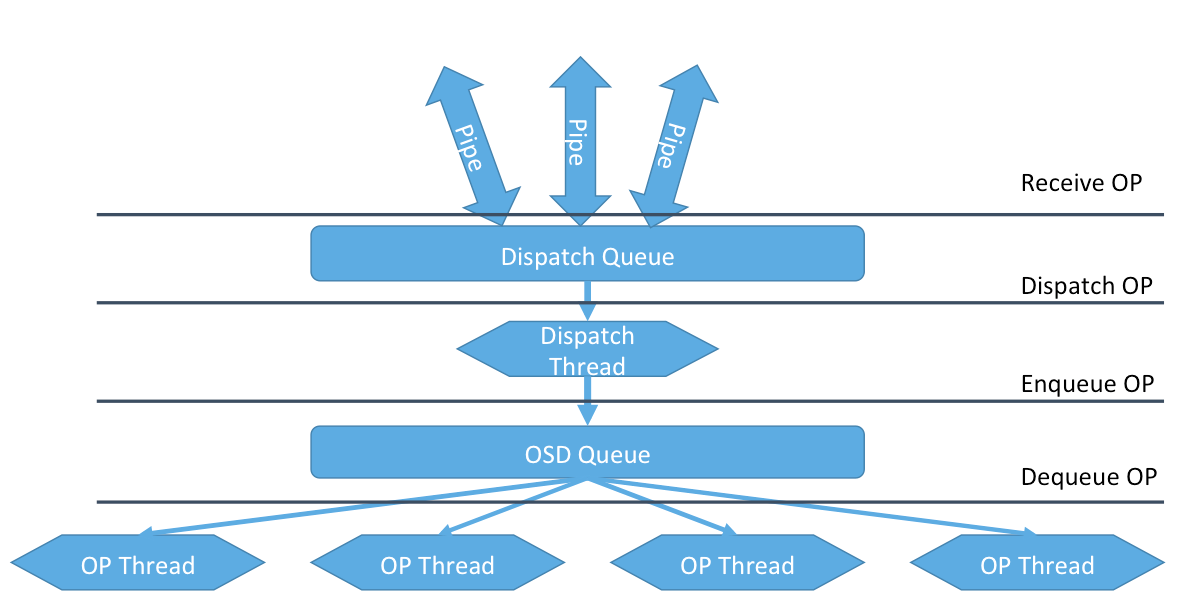 Pipe
Pipe
Pipe
Receive OP
Dispatch Queue
Dispatch OP
Dispatch
Thread
Enqueue OP
OSD Queue
Dequeue OP
OP Thread
OP Thread
OP Thread
OP Thread